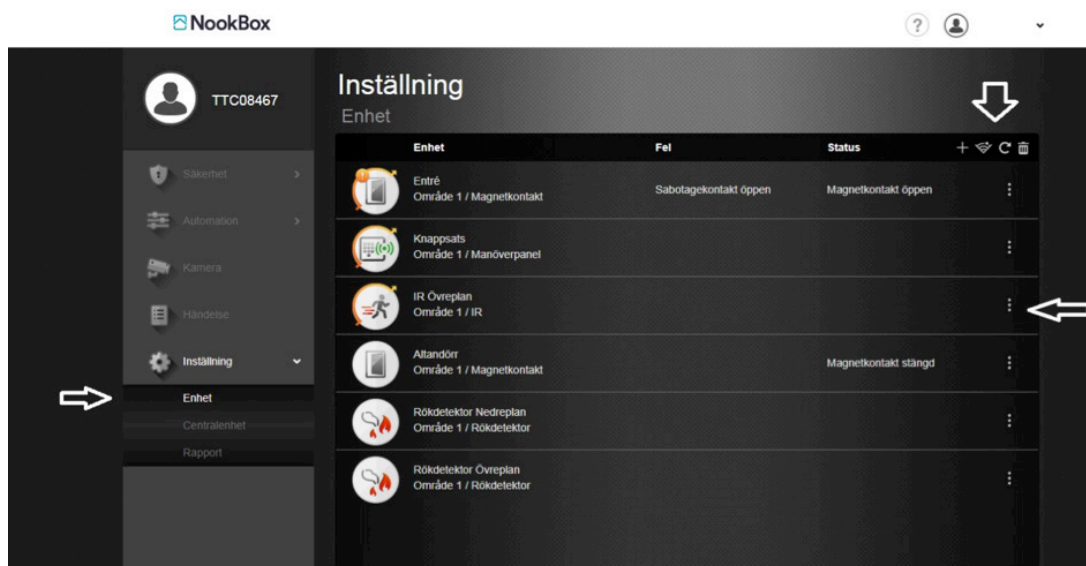 NookBox
?
TTC08467
Inställning
Enhet
Enhet Fel Status
Säkerhet
Automation
Kamera
Händelse
Inställning
Enhet
Centralenhet
Rapport
Entré
Område 1 / Magnetkontakt
Sabotagekontakt öppen
Magnetkontakt öppen
Knappsats
Område 1 / Manöverpanel
IR Övreplan
Område 1 / IR
Altandörr
Område 1 / Magnetkontakt
Magnetkontakt stängd
Rökdetektor Nedreplan
Område 1 / Rökdetektor
Rökdetektor Övreplan
Område 1 / Rökdetektor